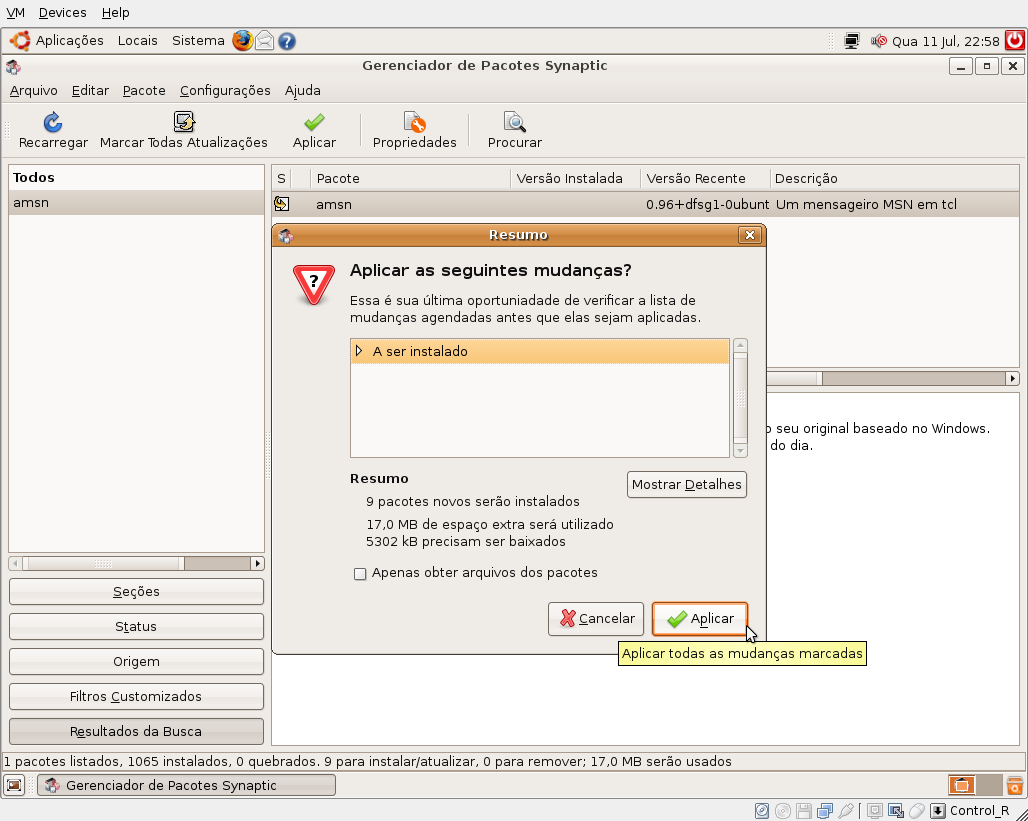 VM Devices Help
Aplicações Locais Sistema Qua 11 Jul, 22:58
Gerenciador de Pacotes Synaptic
Arquivo Editar Pacote Configurações Ajuda
Recarregar Marcar Todas Atualizações Aplicar Propriedades Procurar
Todos
amsn
S Pacote Versão Instalada Versão Recente Descrição
amsn 0.96+dfsg1-0ubunt Um mensageiro MSN em tcl
Resumo
Aplicar as seguintes mudanças?
Essa é sua última oportuniadade de verificar a lista de
mudanças agendadas antes que elas sejam aplicadas.
A ser instalado
o seu original baseado no Windows.
do dia.
Resumo
Mostrar Detalhes
9 pacotes novos serão instalados
17,0 MB de espaço extra será utilizado
5302 kB precisam ser baixados
Apenas obter arquivos dos pacotes
Cancelar Aplicar
Aplicar todas as mudanças marcadas
Seções
Status
Origem
Filtros Customizados
Resultados da Busca
1 pacotes listados, 1065 instalados, 0 quebrados. 9 para instalar/atualizar, 0 para remover; 17,0 MB serão usados
Gerenciador de Pacotes Synaptic
Control_R